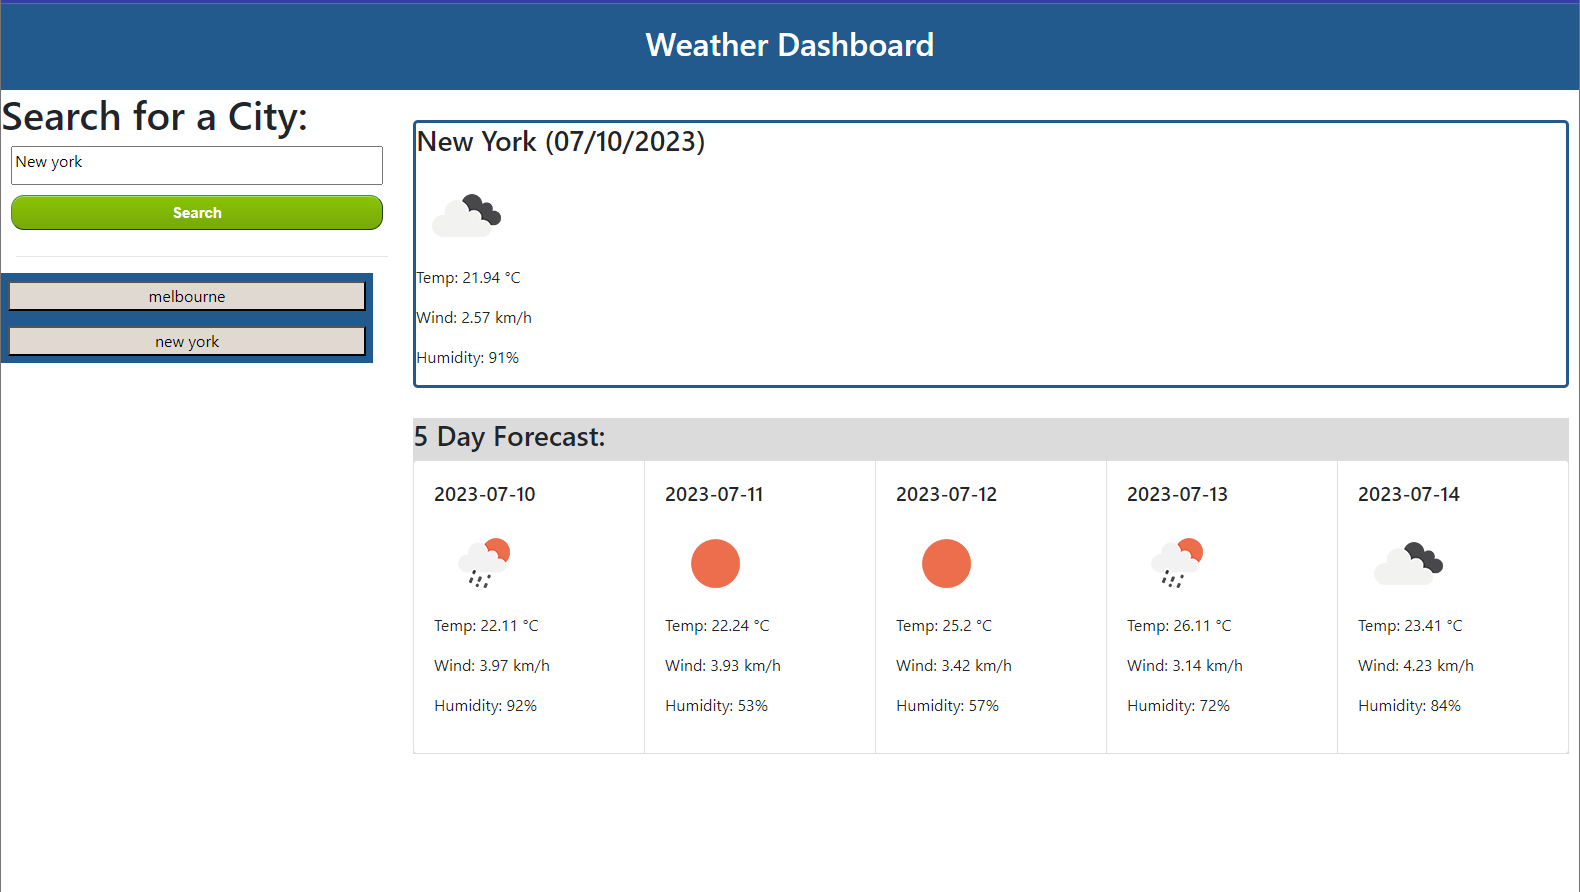 Weather Dashboard
Search for a City:
New york
Search
melbourne
new york
New York (07/10/2023)
Temp: 21.94 °C
Wind: 2.57 km/h
Humidity: 91%
5 Day Forecast:
2023-07-10
Temp: 22.11 °C
Wind: 3.97 km/h
Humidity: 92%
2023-07-11
Temp: 22.24 °C
Wind: 3.93 km/h
Humidity: 53%
2023-07-12
Temp: 25.2 °C
Wind: 3.42 km/h
Humidity: 57%
2023-07-13
Temp: 26.11 °C
Wind: 3.14 km/h
Humidity: 72%
2023-07-14
Temp: 23.41 °C
Wind: 4.23 km/h
Humidity: 84%